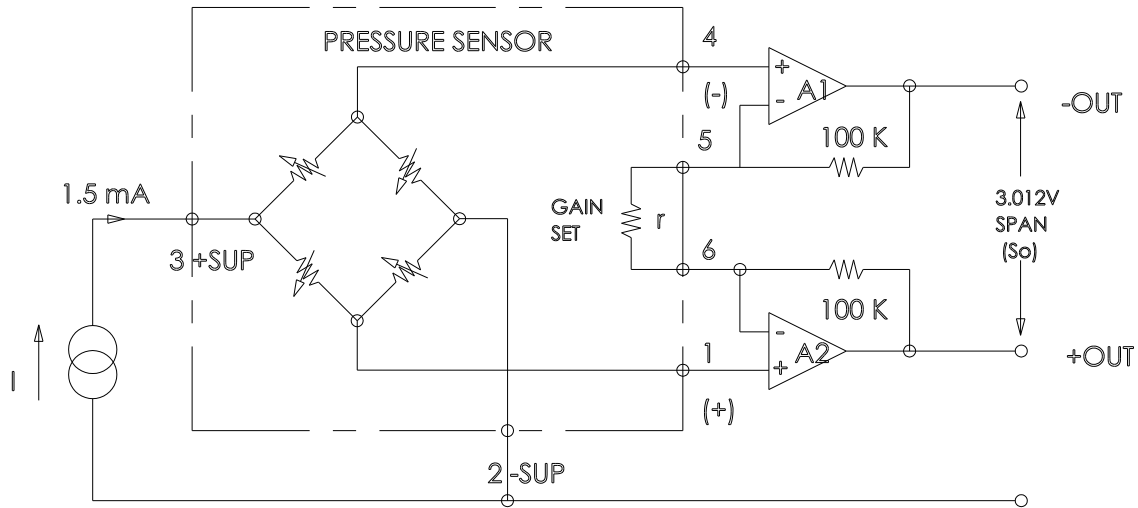 PRESSURE SENSOR
4
(-)
+
-
A1
-OUT
100 K
5
1.5 mA
GAIN
SET
r
3.012V
SPAN
(So)
3 +SUP
6
100 K
1
-
+
A2
+OUT
I
(+)
2 -SUP